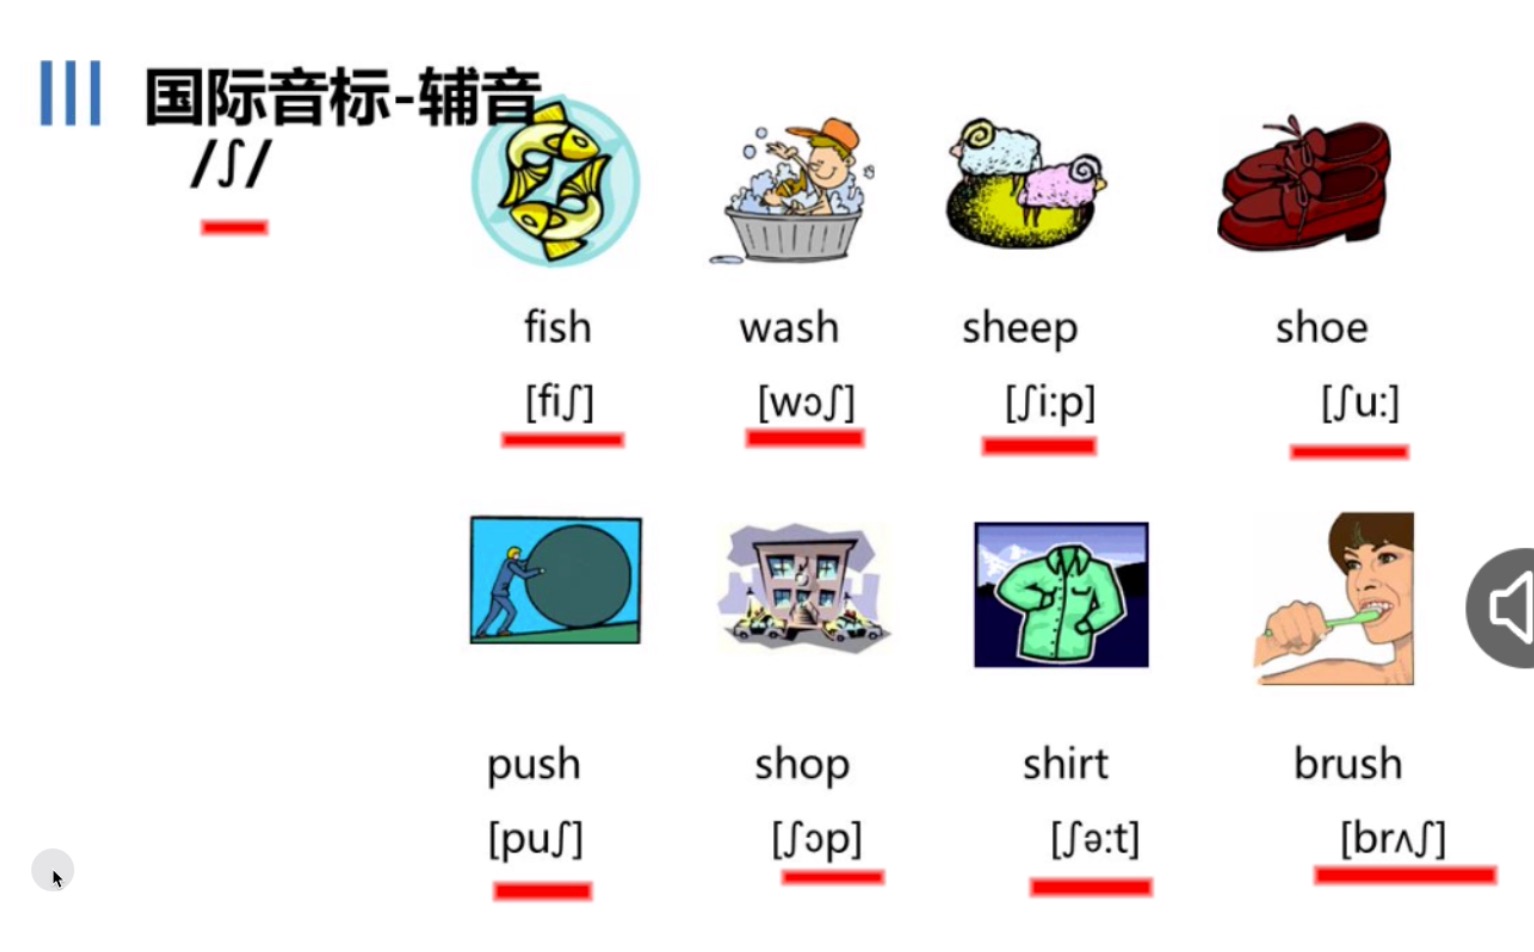 国际音标-辅音
/ʃ/
fish wash sheep shoe
[fiʃ] [wɔʃ] [ʃi:p] [ʃu:]
push shop shirt brush
[puʃ] [ʃɔp] [ʃə:t] [brʌʃ]